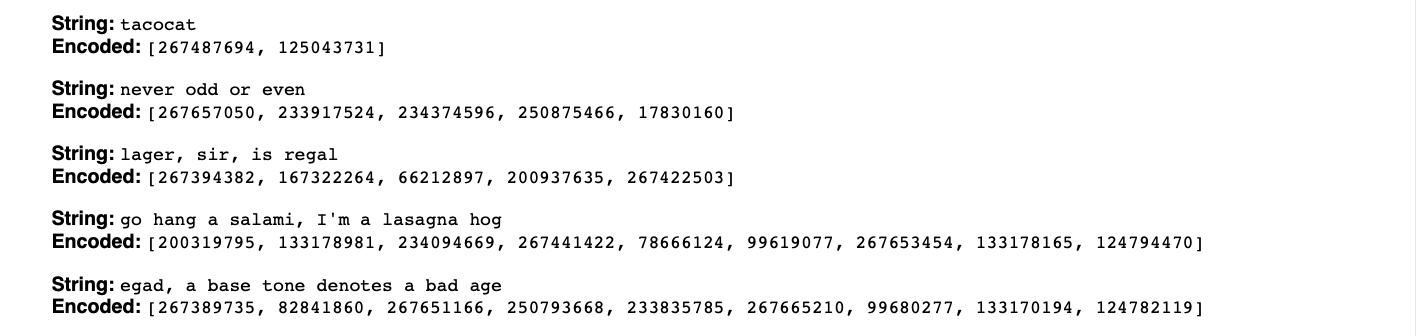 String: tacocat
Encoded: [267487694, 125043731]
String: never odd or even
Encoded: [267657050, 233917524, 234374596, 250875466, 17830160]
String: lager, sir, is regal
Encoded: [267394382, 167322264, 66212897, 200937635, 267422503]
String: go hang a salami, I'm a lasagna hog
Encoded: [200319795, 133178981, 234094669, 267441422, 78666124, 99619077, 267653454, 133178165, 124794470]
String: egad, a base tone denotes a bad age
Encoded: [267389735, 82841860, 267651166, 250793668, 233835785, 267665210, 99680277, 133170194, 124782119]